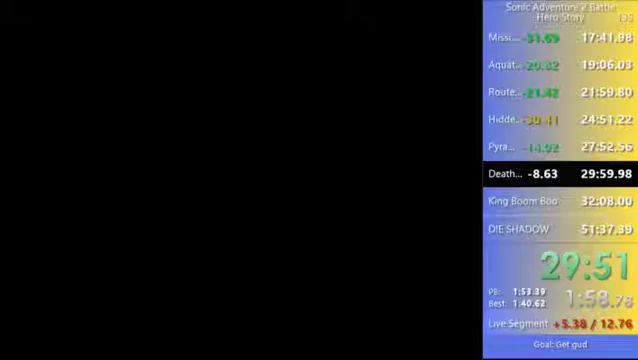 Sonic Adventure 2 Battle
Hero Story 135
Missi... -31.69 17:41.98
Aquat... -20.82 19:06.03
Route... -21.42 21:59.80
Hidde... -30.41 24:51.22
Pyra... -14.02 27:52.56
Death... -8.63 29:59.98
King Boom Boo 32:08.00
DIE SHADOW 51:37.39
29:51
PB: 1:53.39
Best: 1:40.62
1:58.78
Live Segment +5.38 / 12.76
Goal: Get gud